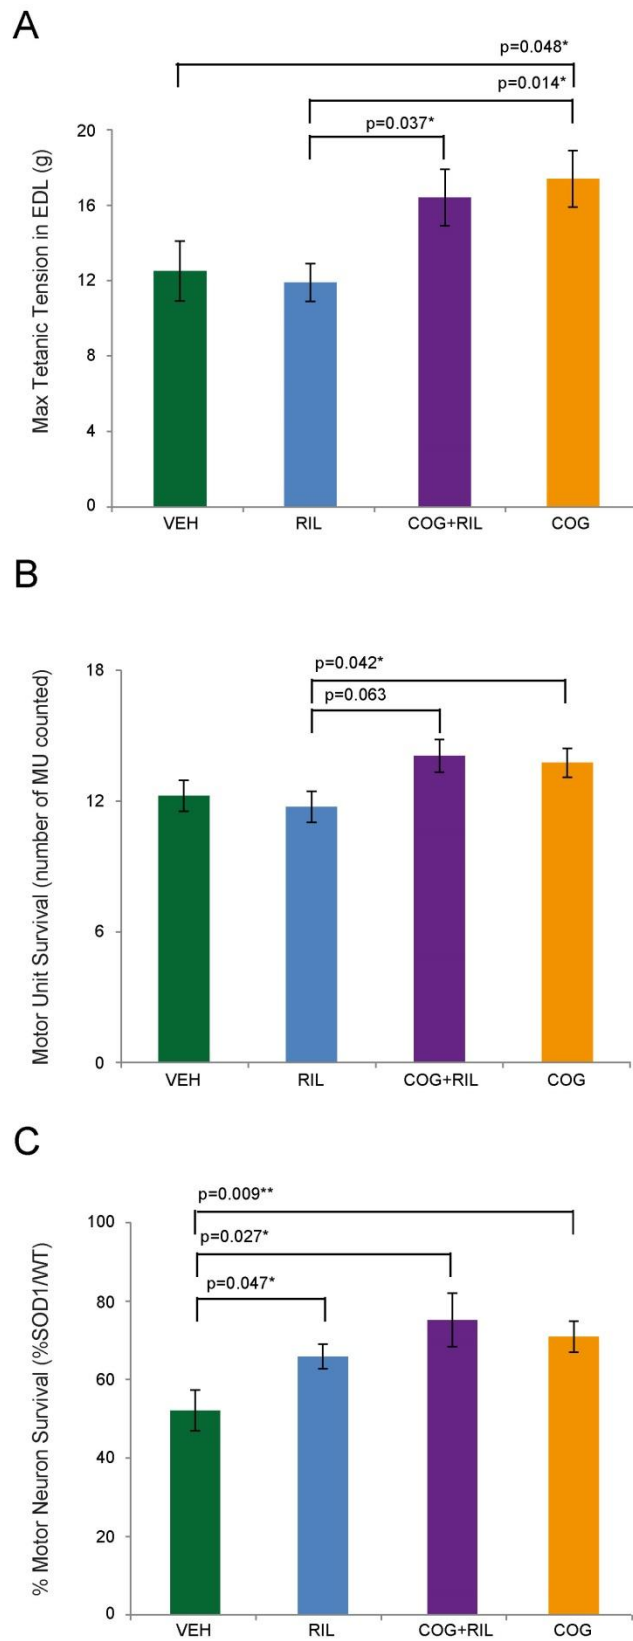 A
p=0.048*
p=0.014*
p=0.037*
Max Tetanic Tension in EDL (g)
20
16
12
8
4
0
VEH RIL COG+RIL COG
B
p=0.042*
p=0.063
Motor Unit Survival (number of MU counted)
18
12
6
0
VEH RIL COG+RIL COG
C
p=0.009**
p=0.027*
p=0.047*
% Motor Neuron Survival (%SOD1/WT)
100
80
60
40
20
0
VEH RIL COG+RIL COG